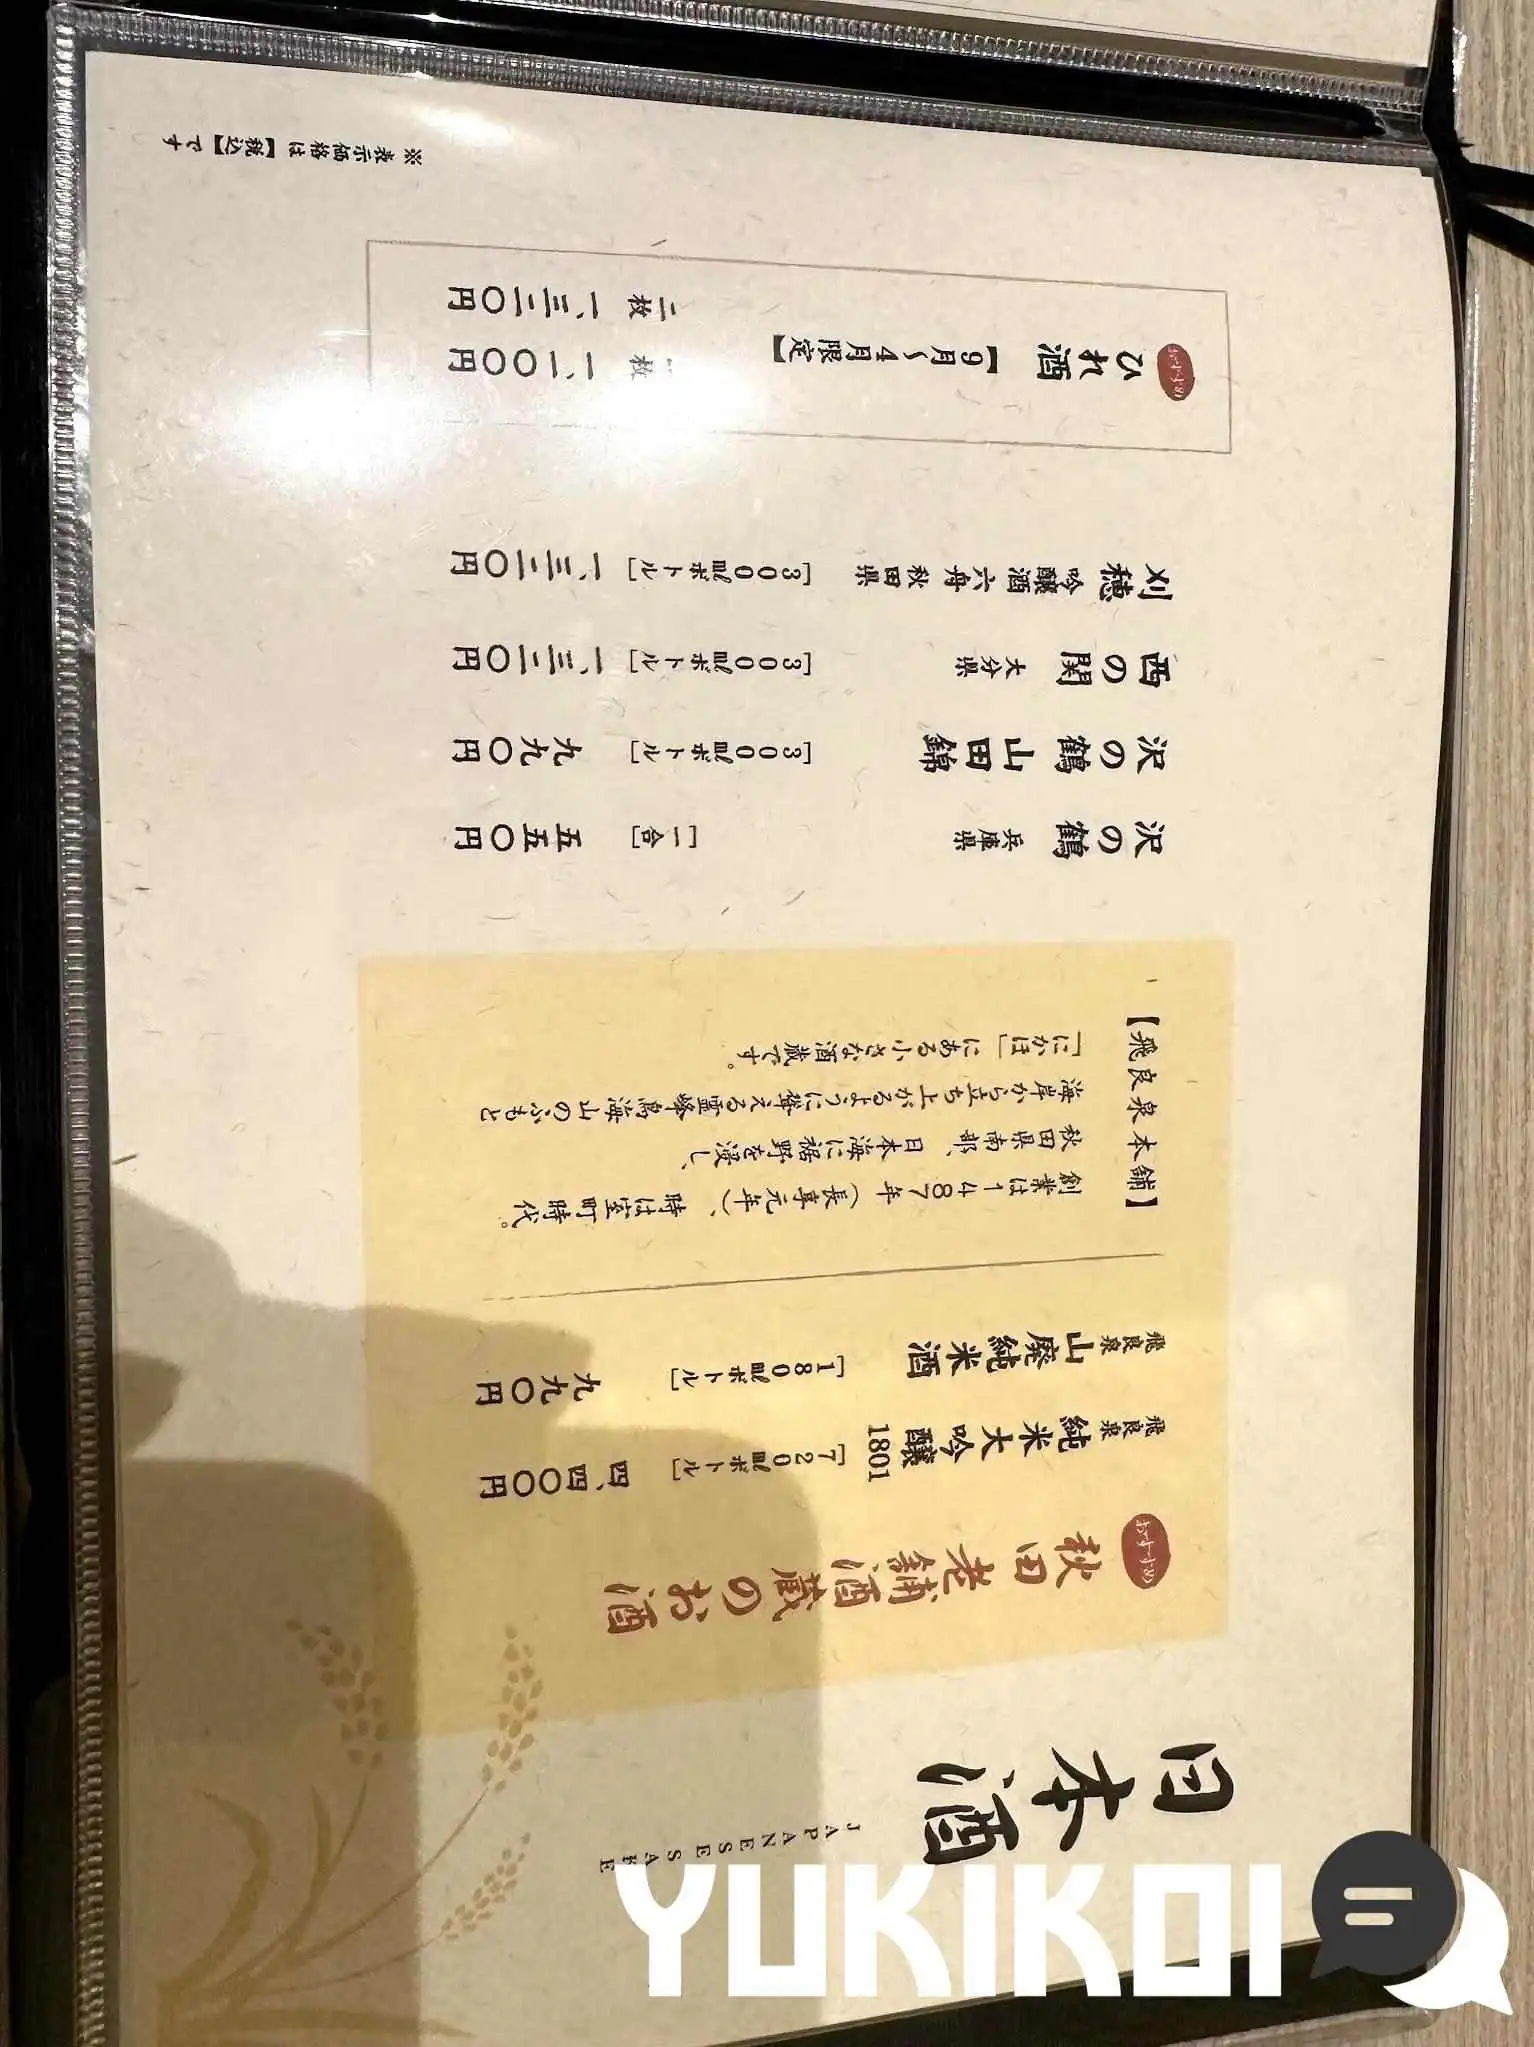 日本酒
JAPANESE SAKE
おすすめ
秋田老舗酒蔵のお酒
飛良泉 純米大吟醸 1801 [720mlボトル] 四、四〇〇円
飛良泉 山廃純米酒 [180mlボトル] 九九〇円
【飛良泉本舗】
創業は1487年(長享元年)、時は室町時代。
秋田県南部、日本海に裾野を浸し、
海岸から立ち上がるように聳える霊峰鳥海山のふもと
「にかほ」にある小さな酒蔵です。
沢の鶴 兵庫県 [一合] 五五〇円
沢の鶴 山田錦 [300mlボトル] 九九〇円
西の関 大分県 [300mlボトル] 一、三二〇円
刈穂 吟醸酒 六舟 秋田県 [300mlボトル] 一、三二〇円
おすすめ
ひれ酒
【9月〜4月限定】
枚 一、一〇〇円
二枚 一、三二〇円
※表示価格は【税込】です
YUKIKOI